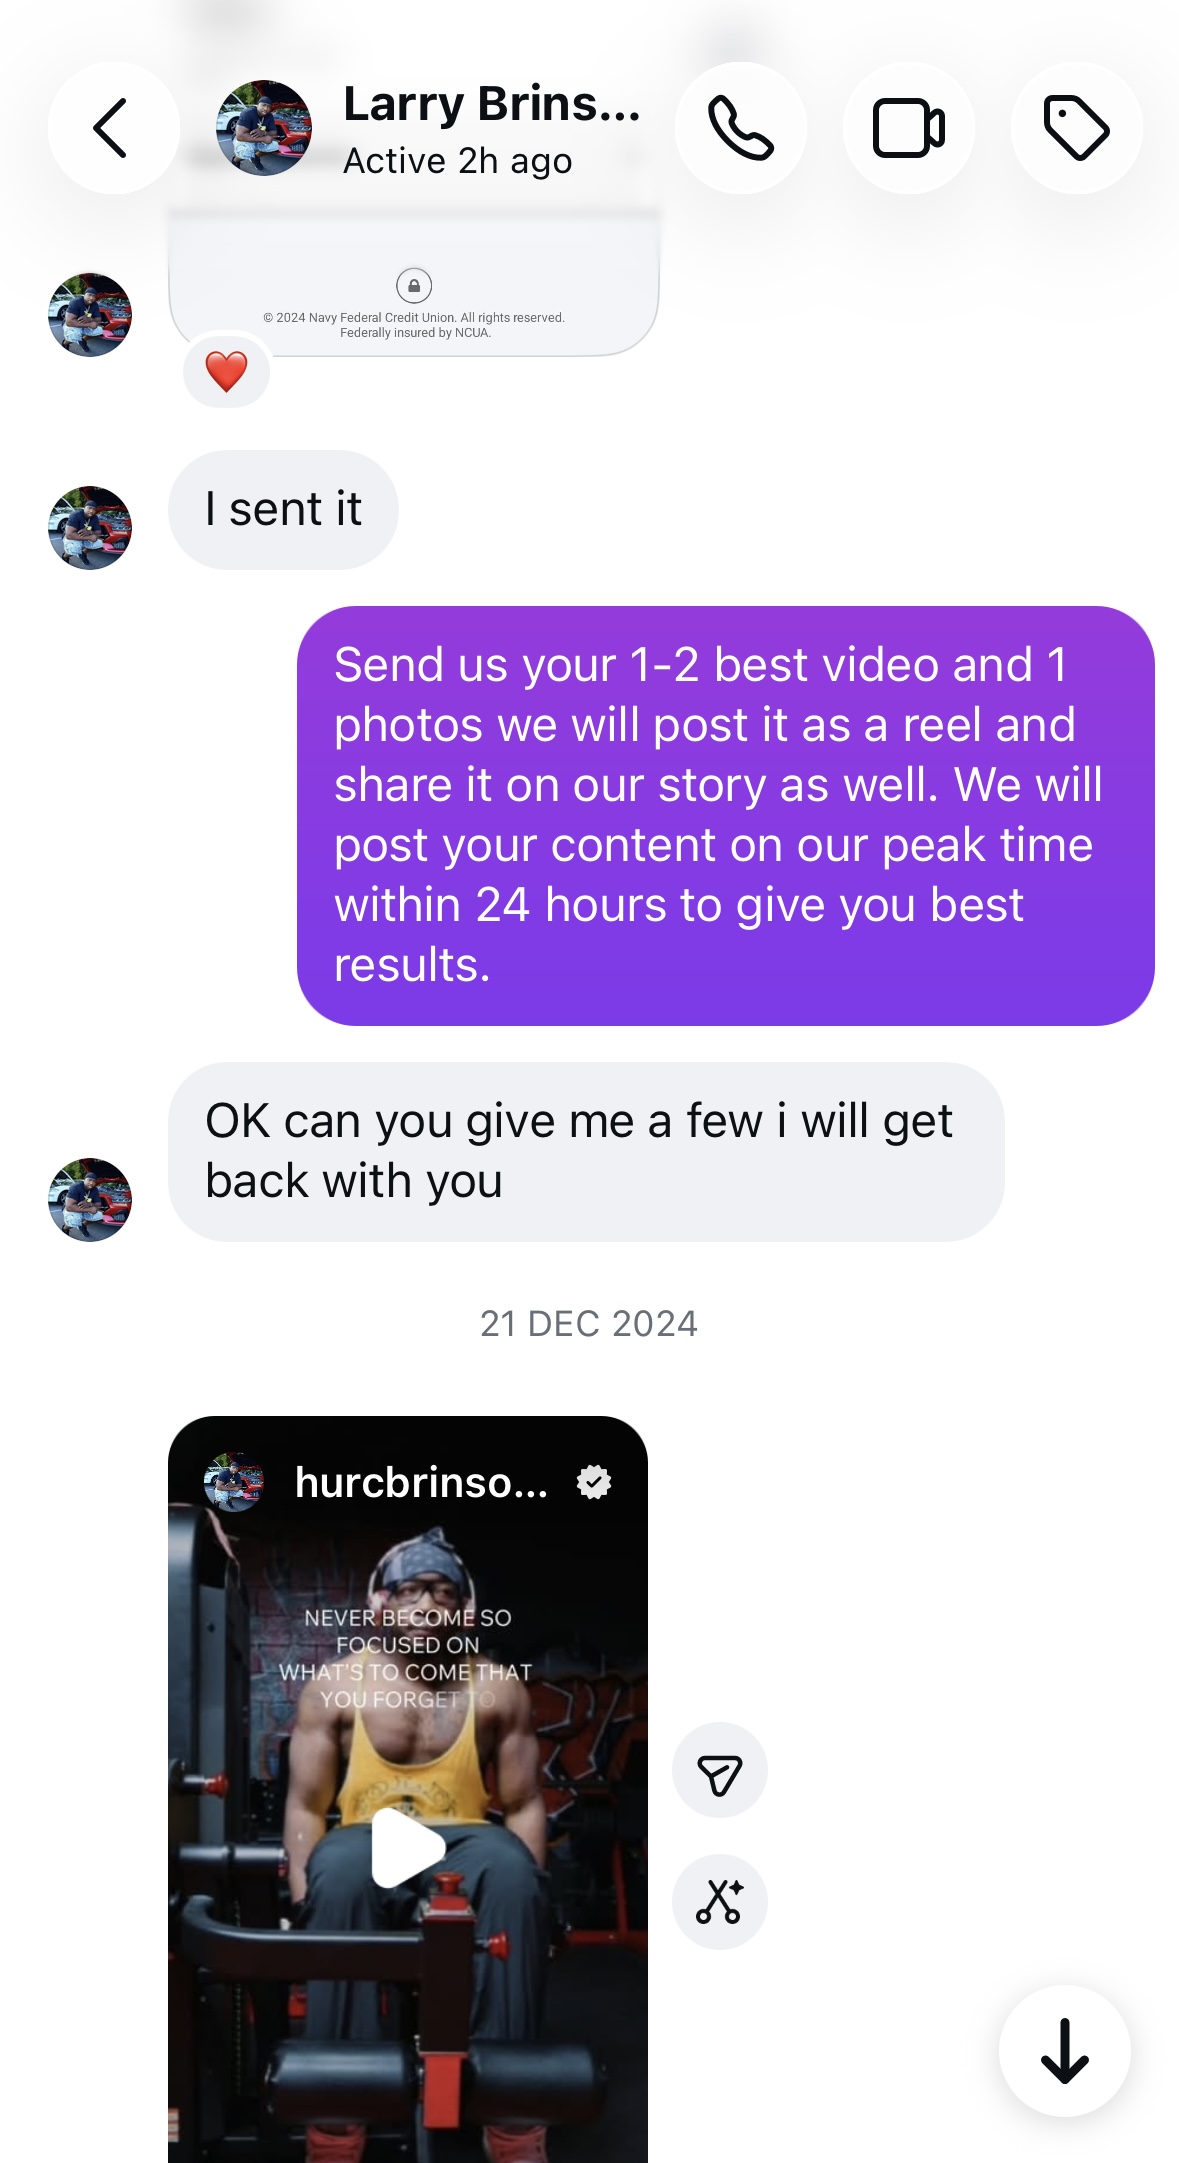 Larry Brins...
Active 2h ago
© 2024 Navy Federal Credit Union. All rights reserved.
Federally insured by NCUA.
I sent it
Send us your 1-2 best video and 1
photos we will post it as a reel and
share it on our story as well. We will
post your content on our peak time
within 24 hours to give you best
results.
OK can you give me a few i will get
back with you
21 DEC 2024
hurcbrinso...
NEVER BECOME SO
FOCUSED ON
WHAT'S TO COME THAT
YOU FORGET TO